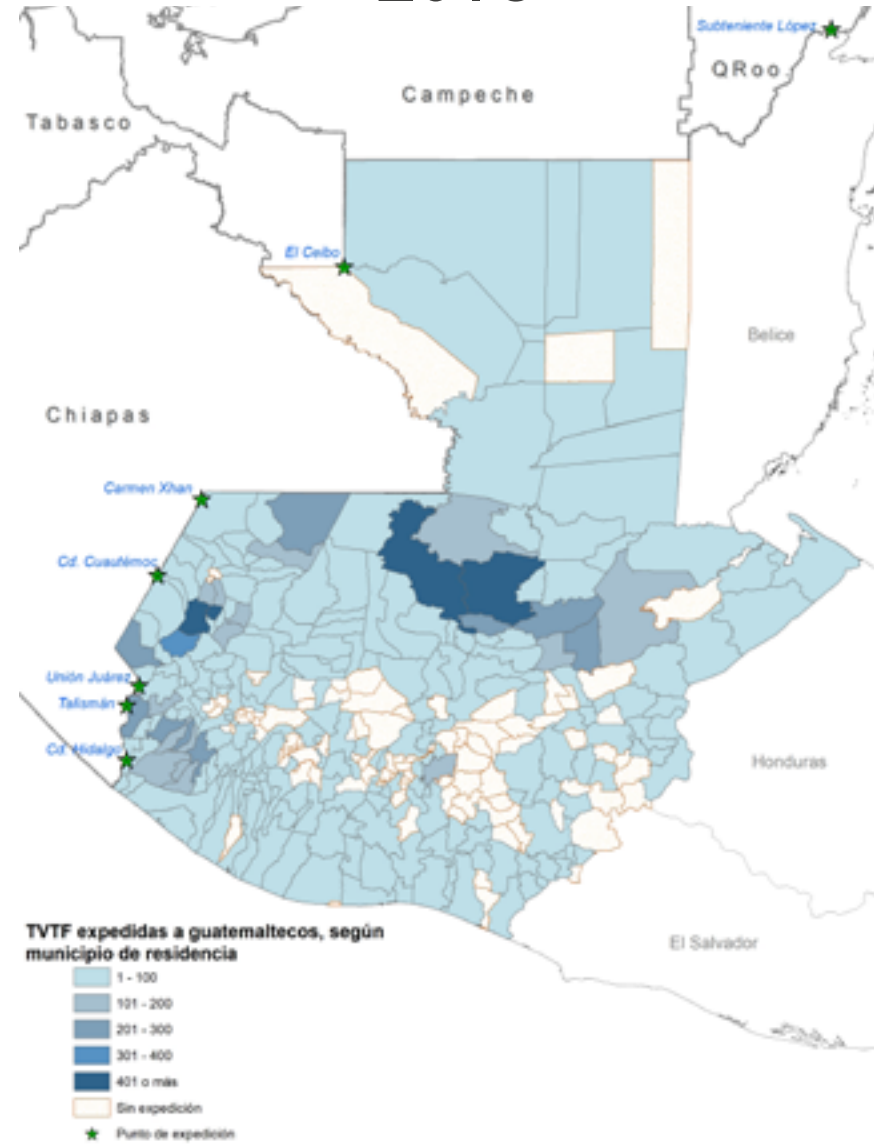 Subteniente López
QRoo
Campeche
Tabasco
El Ceibo
Belice
Chiapas
Carmen Xhan
Cd. Cuautémoc
Unión Juárez
Talismán
Cd. Hidalgo
Honduras
El Salvador
TVTF expedidas a guatemaltecos, según
municipio de residencia
1 - 100
101 - 200
201 - 300
301 - 400
401 o más
Sin expedición
Punto de expedición